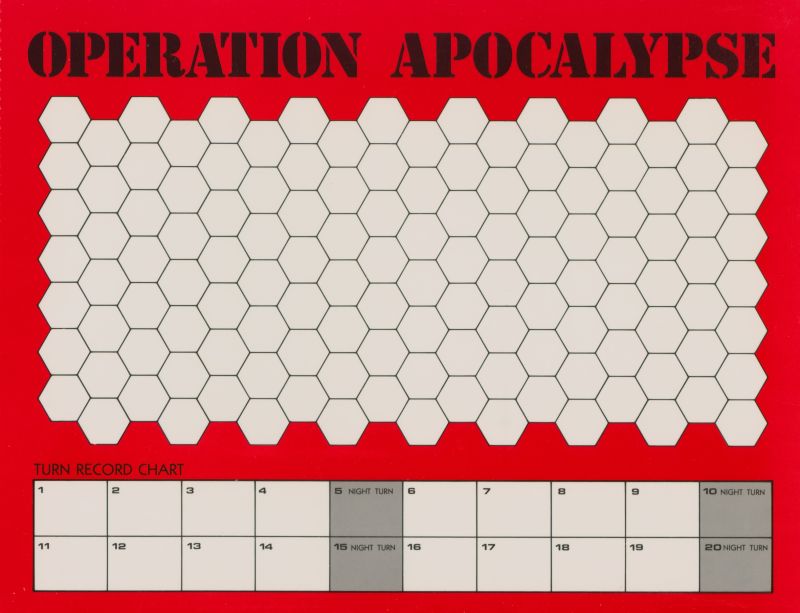 OPERATION APOCALYPSE
TURN RECORD CHART
1 2 3 4 5 NIGHT TURN 6 7 8 9 10 NIGHT TURN
11 12 13 14 15 NIGHT TURN 16 17 18 19 20 NIGHT TURN